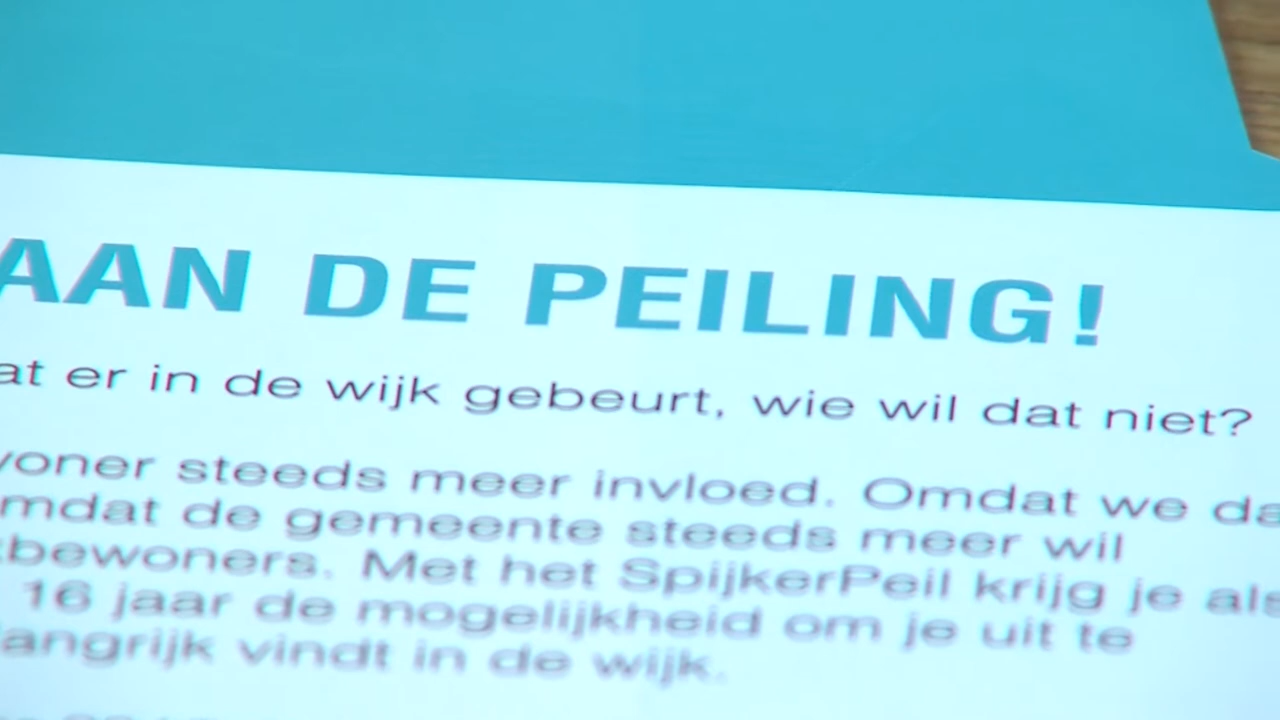 AAN DE PEILING!
at er in de wijk gebeurt, wie wil dat niet?
woner steeds meer invloed. Omdat we da
mdat de gemeente steeds meer wil
kbewoners. Met het SpijkerPeil krijg je als
16 jaar de mogelijkheid om je uit te
langrijk vindt in de wijk.